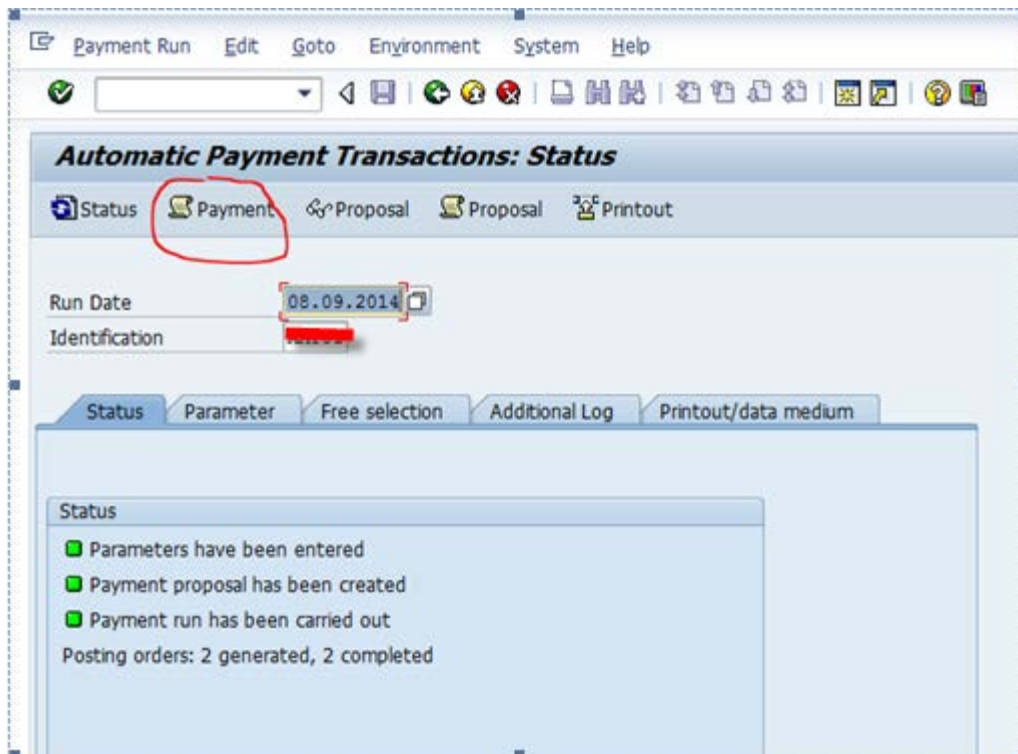 Payment Run Edit Goto Environment System Help
Automatic Payment Transactions: Status
Status Payment Proposal Proposal Printout
Run Date 08.09.2014
Identification
Status Parameter Free selection Additional Log Printout/data medium
Status
Parameters have been entered
Payment proposal has been created
Payment run has been carried out
Posting orders: 2 generated, 2 completed